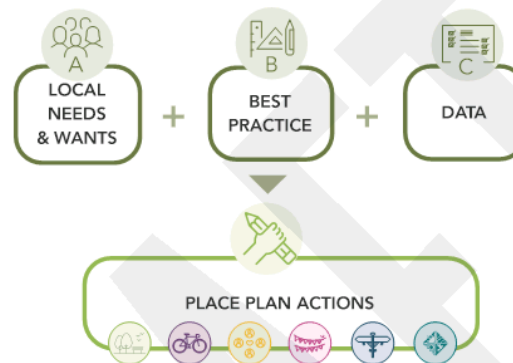 A
LOCAL
NEEDS
& WANTS
+
B
BEST
PRACTICE
+
C
DATA
PLACE PLAN ACTIONS